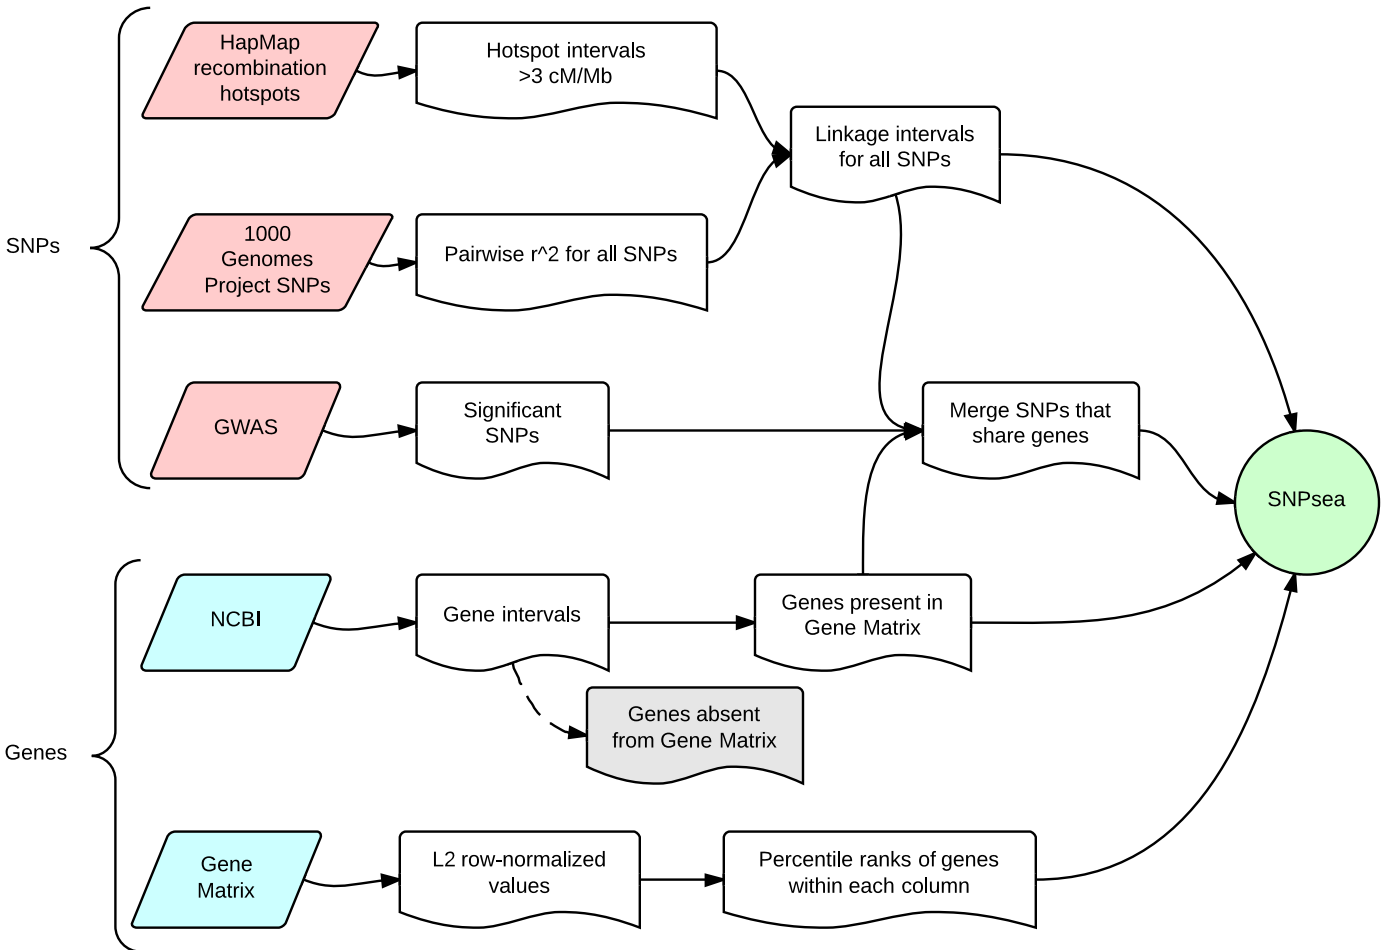 HapMap
recombination
hotspots
Hotspot intervals
>3 cM/Mb
Linkage intervals
for all SNPs
SNPs
1000
Genomes
Project SNPs
Pairwise r^2 for all SNPs
GWAS
Significant
SNPs
Merge SNPs that
share genes
SNPsea
NCBI
Gene intervals
Genes present in
Gene Matrix
Genes absent
from Gene Matrix
Genes
Gene
Matrix
L2 row-normalized
values
Percentile ranks of genes
within each column